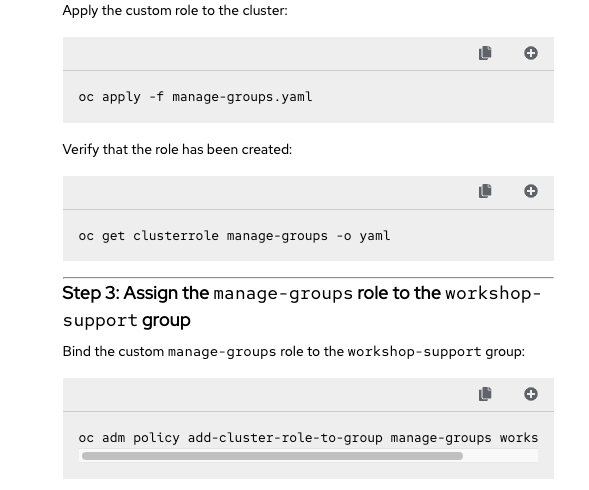 Apply the custom role to the cluster:
oc apply -f manage-groups.yaml
Verify that the role has been created:
oc get clusterrole manage-groups -o yaml
Step 3: Assign the manage-groups role to the workshop-
support group
Bind the custom manage-groups role to the workshop-support group:
oc adm policy add-cluster-role-to-group manage-groups works